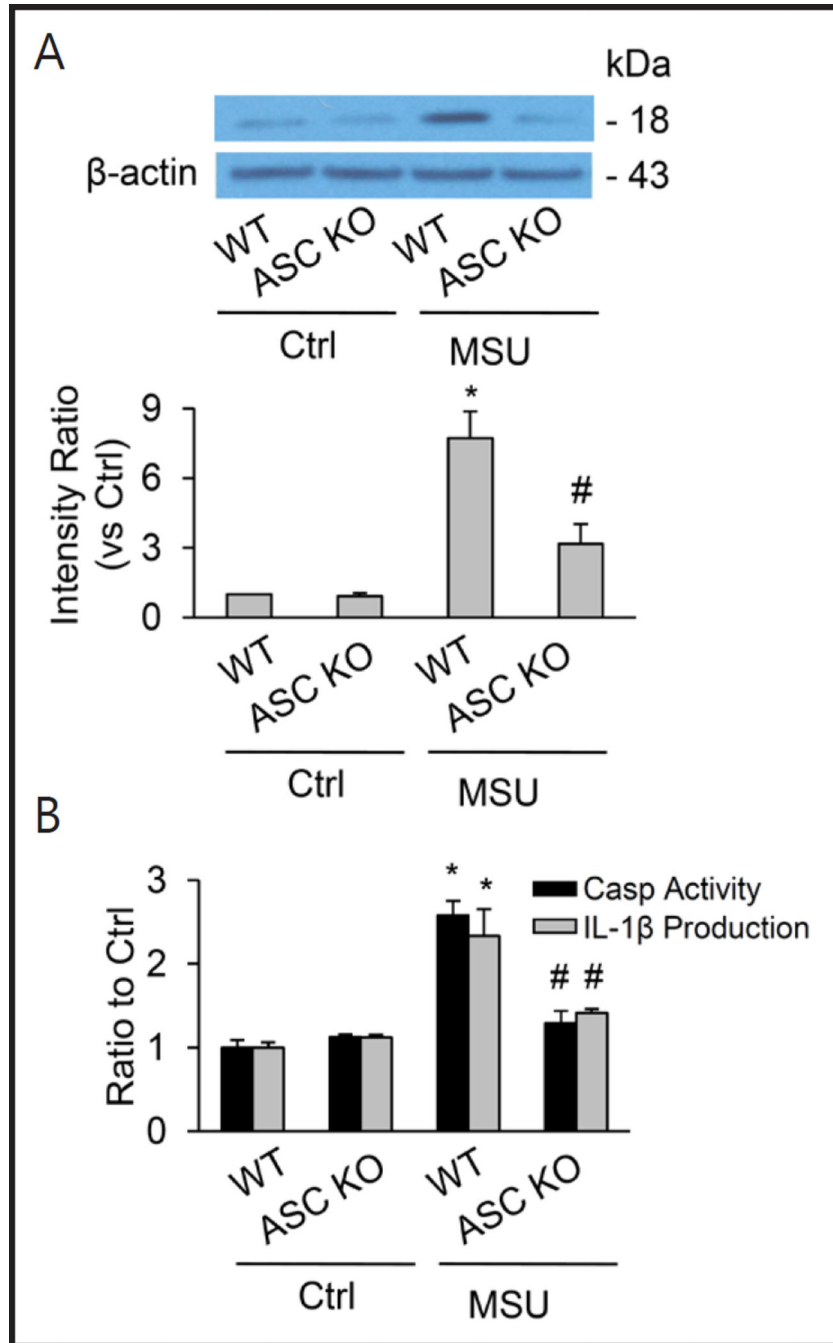 A
kDa
- 18
β-actin
- 43
WT
ASC KO
WT
ASC KO
Ctrl
MSU
9
6
3
0
Intensity Ratio
(vs Ctrl)
*
#
WT
ASC KO
WT
ASC KO
Ctrl
MSU
B
3
2
1
0
Ratio to Ctrl
* *
# #
Casp Activity
IL-1β Production
WT
ASC KO
WT
ASC KO
Ctrl
MSU